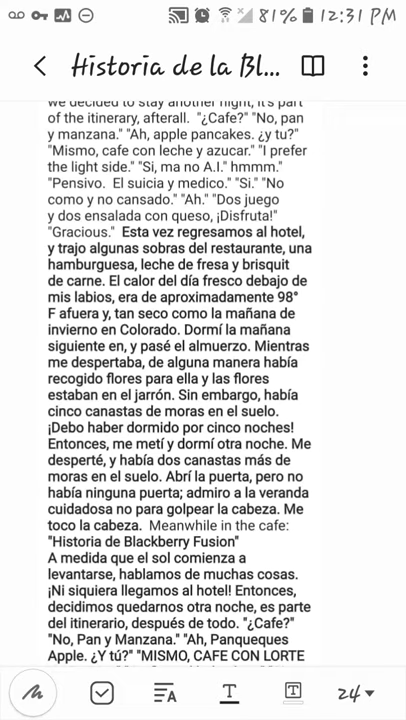 81% 12:31 PM
Historia de la Bl...
we decided to stay another night, it's part
of the itinerary, afterall. "¿Cafe?" "No, pan
y manzana." "Ah, apple pancakes. ¿y tu?"
"Mismo, cafe con leche y azucar." "I prefer
the light side." "Si, ma no A.I." hmmm."
"Pensivo. El suicia y medico." "Si." "No
como y no cansado." "Ah." "Dos juego
y dos ensalada con queso, ¡Disfruta!"
"Gracious." Esta vez regresamos al hotel,
y trajo algunas sobras del restaurante, una
hamburguesa, leche de fresa y brisquit
de carne. El calor del día fresco debajo de
mis labios, era de aproximadamente 98°
F afuera y, tan seco como la mañana de
invierno en Colorado. Dormí la mañana
siguiente en, y pasé el almuerzo. Mientras
me despertaba, de alguna manera había
recogido flores para ella y las flores
estaban en el jarrón. Sin embargo, había
cinco canastas de moras en el suelo.
¡Debo haber dormido por cinco noches!
Entonces, me metí y dormí otra noche. Me
desperté, y había dos canastas más de
moras en el suelo. Abrí la puerta, pero no
había ninguna puerta; admiro a la veranda
cuidadosa no para golpear la cabeza. Me
toco la cabeza. Meanwhile in the cafe:
"Historia de Blackberry Fusion"
A medida que el sol comienza a
levantarse, hablamos de muchas cosas.
¡Ni siquiera llegamos al hotel! Entonces,
decidimos quedarnos otra noche, es parte
del itinerario, después de todo. "¿Cafe?"
"No, Pan y Manzana." "Ah, Panqueques
Apple. ¿Y tú?" "MISMO, CAFE CON LORTE
24